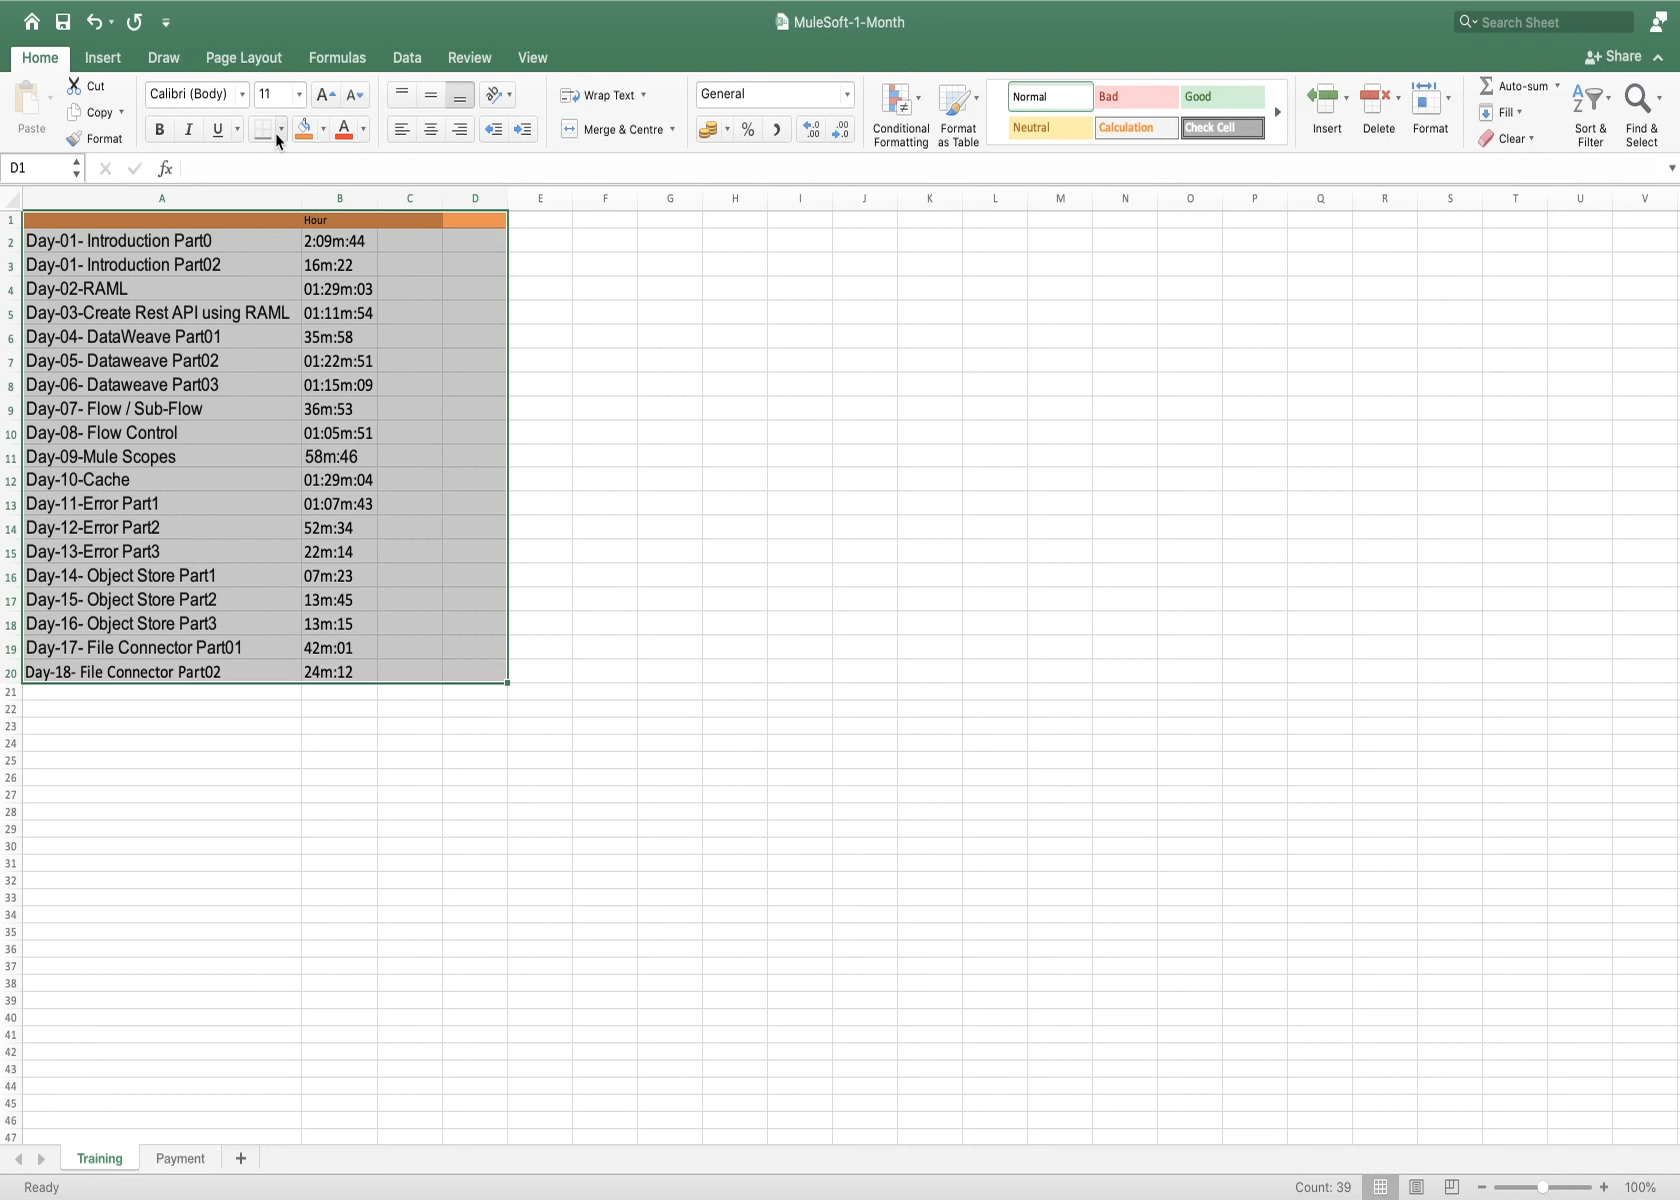 MuleSoft-1-Month
Search Sheet
Home Insert Draw Page Layout Formulas Data Review View
Share
Paste
Cut
Copy
Format
Calibri (Body) 11
B I U
Wrap Text
Merge & Centre
General
Conditional Formatting
Format as Table
Normal Bad Good
Neutral Calculation Check Cell
Insert Delete Format
Auto-sum
Fill
Clear
Sort & Filter
Find & Select
D1 fx
A B C D E F G H I J K L M N O P Q R S T U V
1 Hour
2 Day-01- Introduction Part0 2:09m:44
3 Day-01- Introduction Part02 16m:22
4 Day-02-RAML 01:29m:03
5 Day-03-Create Rest API using RAML 01:11m:54
6 Day-04- DataWeave Part01 35m:58
7 Day-05- Dataweave Part02 01:22m:51
8 Day-06- Dataweave Part03 01:15m:09
9 Day-07- Flow / Sub-Flow 36m:53
10 Day-08- Flow Control 01:05m:51
11 Day-09-Mule Scopes 58m:46
12 Day-10-Cache 01:29m:04
13 Day-11-Error Part1 01:07m:43
14 Day-12-Error Part2 52m:34
15 Day-13-Error Part3 22m:14
16 Day-14- Object Store Part1 07m:23
17 Day-15- Object Store Part2 13m:45
18 Day-16- Object Store Part3 13m:15
19 Day-17- File Connector Part01 42m:01
20 Day-18- File Connector Part02 24m:12
21
22
23
24
25
26
27
28
29
30
31
32
33
34
35
36
37
38
39
40
41
42
43
44
45
46
47
Training Payment +
Ready Count: 39 100%